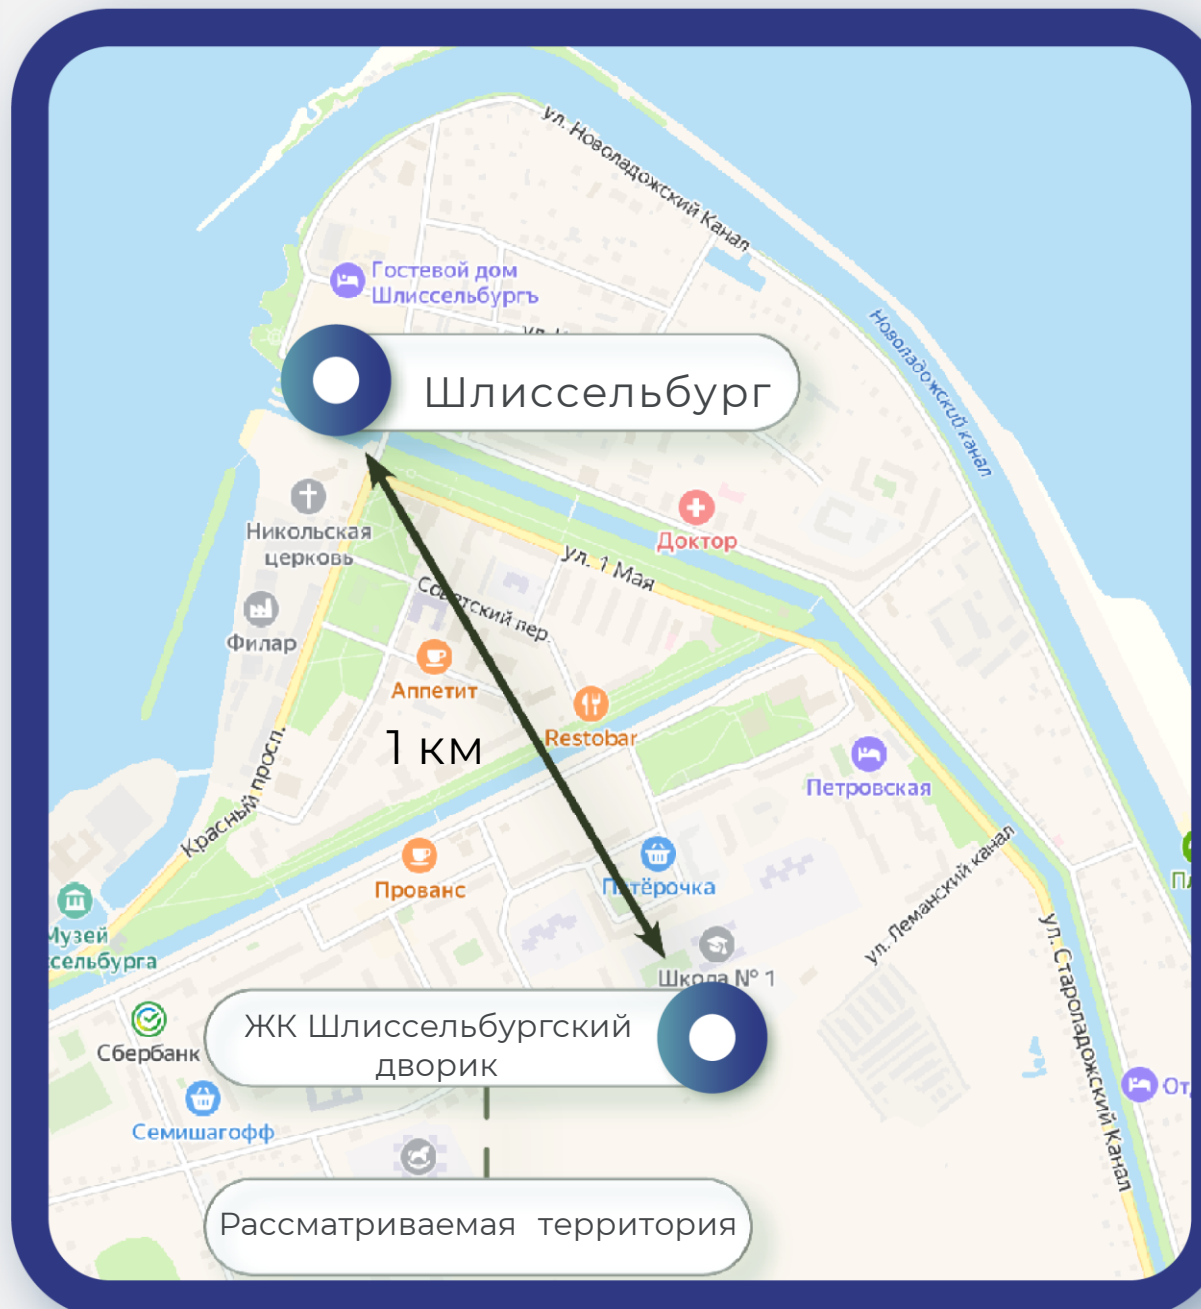 ул. Новоладожский Канал
Гостевой дом
Шлиссельбургъ
Новоладожский канал
Шлиссельбург
Никольская
церковь
Доктор
ул. 1 Мая
Советский пер.
Филар
Аппетит
Restobar
1 км
Красный просп.
Петровская
Прованс
Пятёрочка
ул. Леманский канал
Музей
сельбурга
Школа № 1
ул. Староладожский Канал
ЖК Шлиссельбургский
дворик
Сбербанк
Семишагофф
Рассматриваемая территория